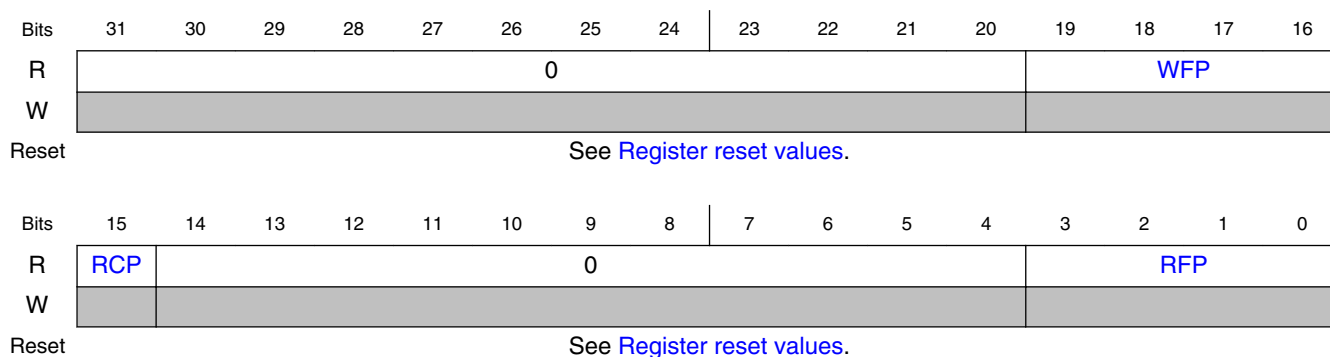 Bits 31 30 29 28 27 26 25 24 23 22 21 20 19 18 17 16
R 0 WFP
W
Reset See Register reset values.
Bits 15 14 13 12 11 10 9 8 7 6 5 4 3 2 1 0
R RCP 0 RFP
W
Reset See Register reset values.